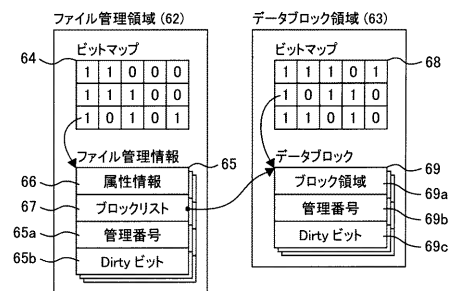 ファイル管理領域(62)
ビットマップ
64
1 1 0 0 0
1 1 1 0 0
1 0 1 0 1
ファイル管理情報
65
66
属性情報
67
ブロックリスト
65a
管理番号
65b
Dirty ビット
データブロック領域(63)
ビットマップ
68
1 1 1 0 1
1 0 1 1 0
1 1 0 1 0
データブロック
69
ブロック領域
69a
管理番号
69b
Dirty ビット
69c